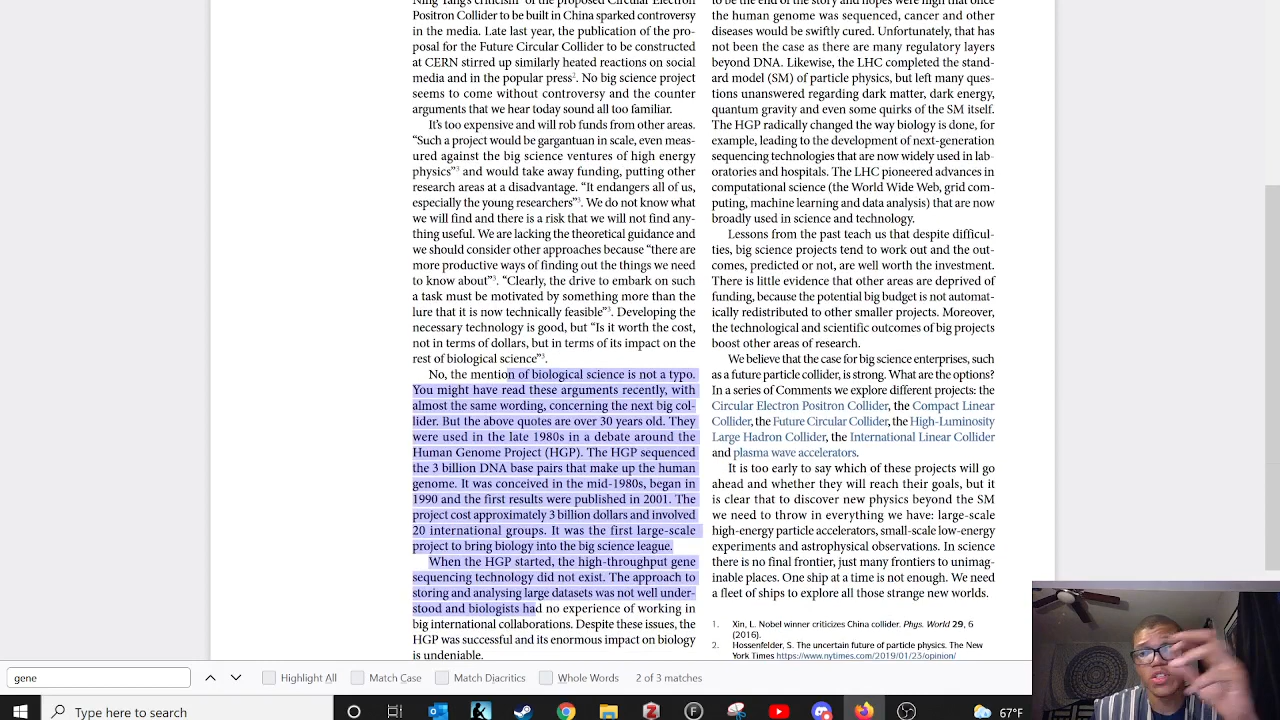 Ning Yang's criticism of the proposed Circular Electron
Positron Collider to be built in China sparked controversy
in the media. Late last year, the publication of the pro-
posal for the Future Circular Collider to be constructed
at CERN stirred up similarly heated reactions on social
media and in the popular press2. No big science project
seems to come without controversy and the counter
arguments that we hear today sound all too familiar.
It's too expensive and will rob funds from other areas.
“Such a project would be gargantuan in scale, even meas-
ured against the big science ventures of high energy
physics”3 and would take away funding, putting other
research areas at a disadvantage. “It endangers all of us,
especially the young researchers”3. We do not know what
we will find and there is a risk that we will not find any-
thing useful. We are lacking the theoretical guidance and
we should consider other approaches because “there are
more productive ways of finding out the things we need
to know about”3. “Clearly, the drive to embark on such
a task must be motivated by something more than the
lure that it is now technically feasible”3. Developing the
necessary technology is good, but “Is it worth the cost,
not in terms of dollars, but in terms of its impact on the
rest of biological science”3.
No, the mention of biological science is not a typo.
You might have read these arguments recently, with
almost the same wording, concerning the next big col-
lider. But the above quotes are over 30 years old. They
were used in the late 1980s in a debate around the
Human Genome Project (HGP). The HGP sequenced
the 3 billion DNA base pairs that make up the human
genome. It was conceived in the mid-1980s, began in
1990 and the first results were published in 2001. The
project cost approximately 3 billion dollars and involved
20 international groups. It was the first large-scale
project to bring biology into the big science league.
When the HGP started, the high-throughput gene
sequencing technology did not exist. The approach to
storing and analysing large datasets was not well under-
stood and biologists had no experience of working in
big international collaborations. Despite these issues, the
HGP was successful and its enormous impact on biology
is undeniable.
to be the end of the story and hopes were high that once
the human genome was sequenced, cancer and other
diseases would be swiftly cured. Unfortunately, that has
not been the case as there are many regulatory layers
beyond DNA. Likewise, the LHC completed the stand-
ard model (SM) of particle physics, but left many ques-
tions unanswered regarding dark matter, dark energy,
quantum gravity and even some quirks of the SM itself.
The HGP radically changed the way biology is done, for
example, leading to the development of next-generation
sequencing technologies that are now widely used in lab-
oratories and hospitals. The LHC pioneered advances in
computational science (the World Wide Web, grid com-
puting, machine learning and data analysis) that are now
broadly used in science and technology.
Lessons from the past teach us that despite difficul-
ties, big science projects tend to work out and the out-
comes, predicted or not, are well worth the investment.
There is little evidence that other areas are deprived of
funding, because the potential big budget is not automat-
ically redistributed to other smaller projects. Moreover,
the technological and scientific outcomes of big projects
boost other areas of research.
We believe that the case for big science enterprises, such
as a future particle collider, is strong. What are the options?
In a series of Comments we explore different projects: the
Circular Electron Positron Collider, the Compact Linear
Collider, the Future Circular Collider, the High-Luminosity
Large Hadron Collider, the International Linear Collider
and plasma wave accelerators.
It is too early to say which of these projects will go
ahead and whether they will reach their goals, but it
is clear that to discover new physics beyond the SM
we need to throw in everything we have: large-scale
high-energy particle accelerators, small-scale low-energy
experiments and astrophysical observations. In science
there is no final frontier, just many frontiers to unimag-
inable places. One ship at a time is not enough. We need
a fleet of ships to explore all those strange new worlds.
1. Xin, L. Nobel winner criticizes China collider. Phys. World 29, 6
(2016).
2. Hossenfelder, S. The uncertain future of particle physics. The New
York Times https://www.nytimes.com/2019/01/23/opinion/
gene
Highlight All
Match Case
Match Diacritics
Whole Words
2 of 3 matches
Type here to search
67°F